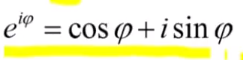 e^{iφ} = cos φ + i sin φ